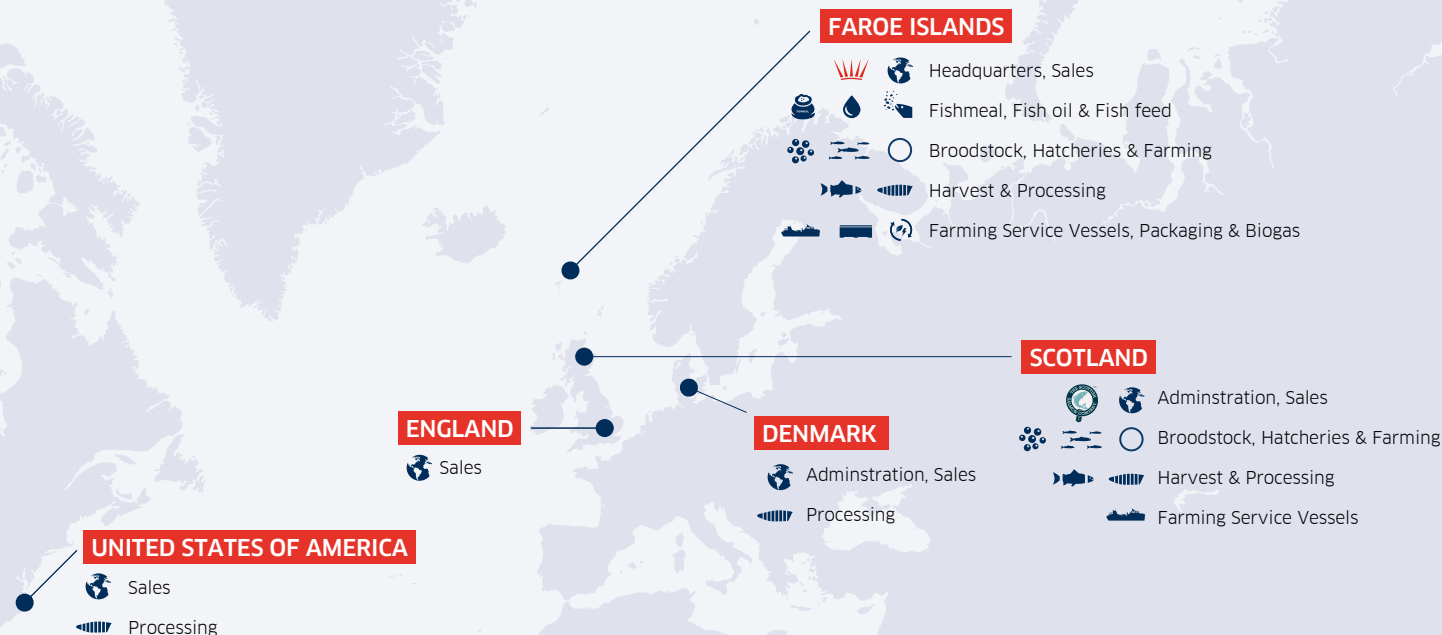 FAROE ISLANDS
Headquarters, Sales
Fishmeal, Fish oil & Fish feed
Broodstock, Hatcheries & Farming
Harvest & Processing
Farming Service Vessels, Packaging & Biogas
SCOTLAND
Adminstration, Sales
Broodstock, Hatcheries & Farming
Harvest & Processing
Farming Service Vessels
ENGLAND
Sales
DENMARK
Adminstration, Sales
Processing
UNITED STATES OF AMERICA
Sales
Processing